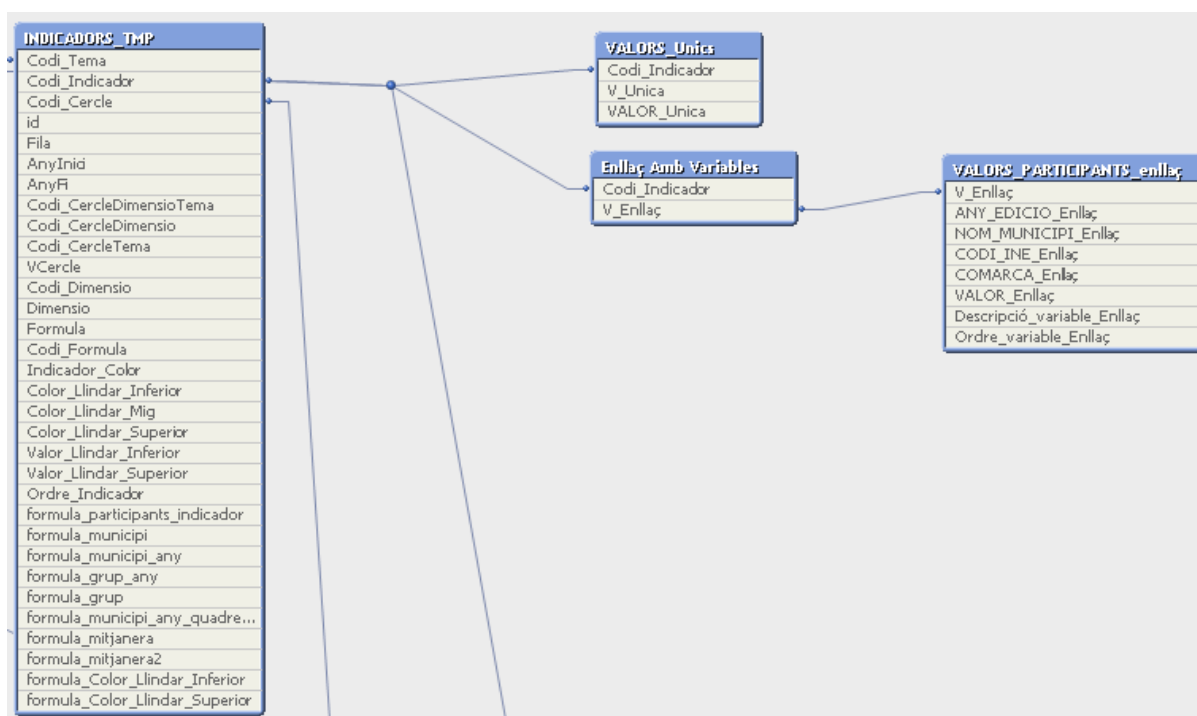 INDICADORS_TMP
Codi_Tema
Codi_Indicador
Codi_Cercle
id
Fila
AnyInici
AnyFi
Codi_CercleDimensioTema
Codi_CercleDimensio
Codi_CercleTema
VCercle
Codi_Dimensio
Dimensio
Formula
Codi_Formula
Indicador_Color
Color_Llindar_Inferior
Color_Llindar_Mig
Color_Llindar_Superior
Valor_Llindar_Inferior
Valor_Llindar_Superior
Ordre_Indicador
formula_participants_indicador
formula_municipi
formula_municipi_any
formula_grup_any
formula_grup
formula_municipi_any_quadre...
formula_mitjanera
formula_mitjanera2
formula_Color_Llindar_Inferior
formula_Color_Llindar_Superior
VALORS_Unics
Codi_Indicador
V_Unica
VALOR_Unica
Enllaç Amb Variables
Codi_Indicador
V_Enllaç
VALORS_PARTICIPANTS_enllaç
V_Enllaç
ANY_EDICIO_Enllaç
NOM_MUNICIPI_Enllaç
CODI_INE_Enllaç
COMARCA_Enllaç
VALOR_Enllaç
Descripció_variable_Enllaç
Ordre_variable_Enllaç